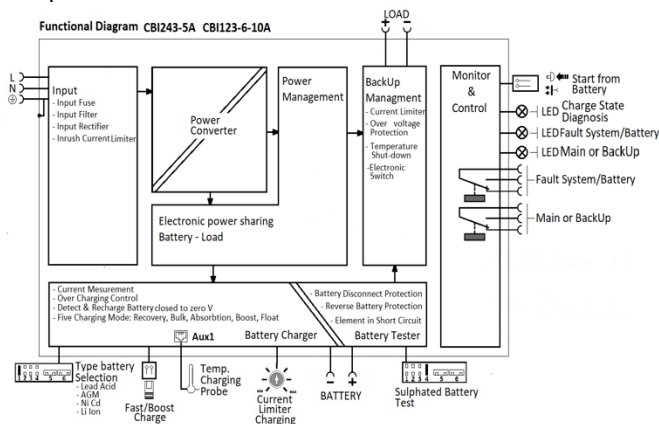 Functional Diagram CBI243-5A CBI123-6-10A
LOAD
+ -
L
N
Input
- Input Fuse
- Input Filter
- Input Rectifier
- Inrush Current Limiter
Power
Converter
Power
Management
BackUp
Managment
- Current Limiter
- Over voltage
Protection
- Temperature
Shut-down
-Electronic
Switch
Monitor
&
Control
Start from
Battery
LED Charge State
Diagnosis
LED Fault System/Battery
LED Main or BackUp
Fault System/Battery
Main or BackUp
Electronic power sharing
Battery - Load
- Current Mesurement
- Over Charging Control
- Detect & Recharge Battery closed to zero V
- Five Charging Mode: Recovery, Bulk, Absorbtion, Boost, Float
Aux1
Battery Charger
- Battery Disconnect Protection
- Reverse Battery Protection
- Element in Short Circuit
Battery Tester
1 2 3 4 5 6
Type battery
Selection
- Lead Acid
- AGM
- Ni Cd
- Li Ion
Fast/Boost
Charge
Temp.
Charging
Probe
Current
Limiter
Charging
- +
BATTERY
1 2 3 4 5 6
Sulphated Battery
Test